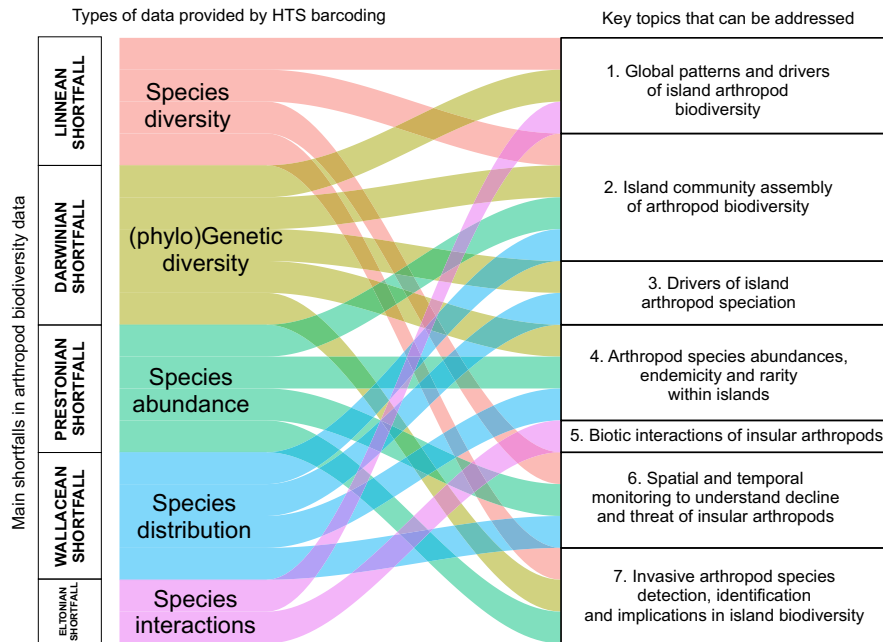 Types of data provided by HTS barcoding
Key topics that can be addressed
Main shortfalls in arthropod biodiversity data
LINNEAN
SHORTFALL
DARWINIAN
SHORTFALL
PRESTONIAN
SHORTFALL
WALLACEAN
SHORTFALL
ELTONIAN
SHORTFALL
Species
diversity
(phylo)Genetic
diversity
Species
abundance
Species
distribution
Species
interactions
1. Global patterns and drivers
of island arthropod
biodiversity
2. Island community assembly
of arthropod biodiversity
3. Drivers of island
arthropod speciation
4. Arthropod species abundances,
endemicity and rarity
within islands
5. Biotic interactions of insular arthropods
6. Spatial and temporal
monitoring to understand decline
and threat of insular arthropods
7. Invasive arthropod species
detection, identification
and implications in island biodiversity